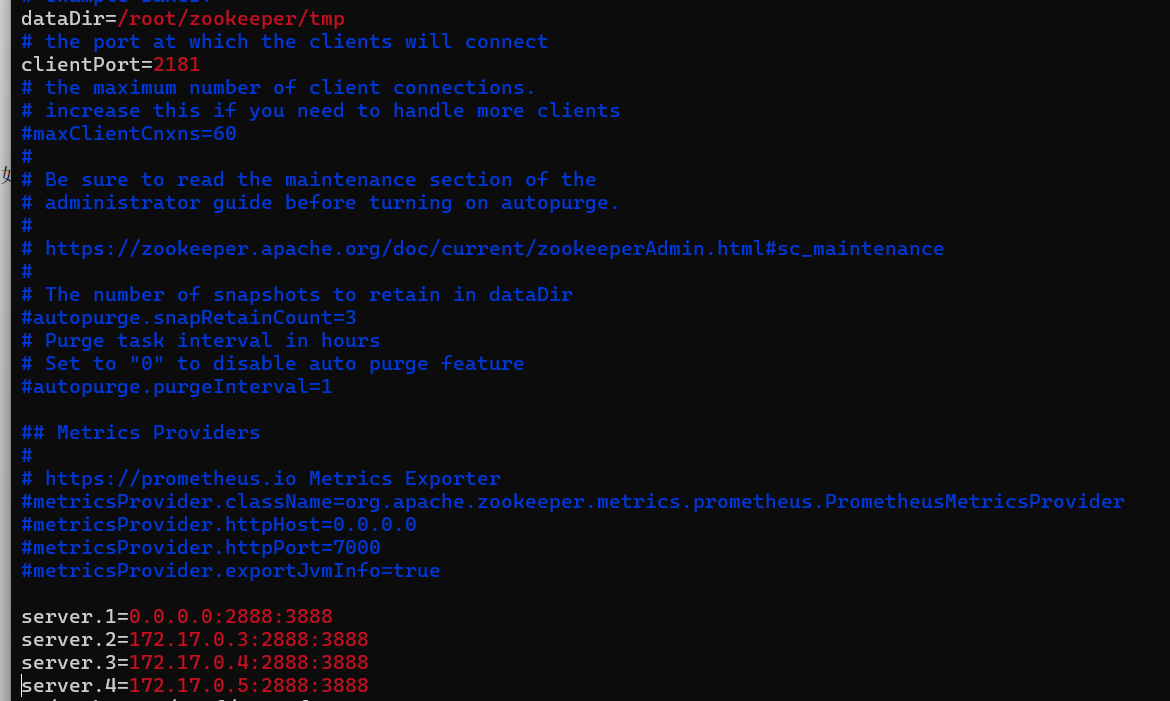 dataDir=/root/zookeeper/tmp
# the port at which the clients will connect
clientPort=2181
# the maximum number of client connections.
# increase this if you need to handle more clients
#maxClientCnxns=60
#
# Be sure to read the maintenance section of the
# administrator guide before turning on autopurge.
#
# https://zookeeper.apache.org/doc/current/zookeeperAdmin.html#sc_maintenance
#
# The number of snapshots to retain in dataDir
#autopurge.snapRetainCount=3
# Purge task interval in hours
# Set to "0" to disable auto purge feature
#autopurge.purgeInterval=1
## Metrics Providers
#
# https://prometheus.io Metrics Exporter
#metricsProvider.className=org.apache.zookeeper.metrics.prometheus.PrometheusMetricsProvider
#metricsProvider.httpHost=0.0.0.0
#metricsProvider.httpPort=7000
#metricsProvider.exportJvmInfo=true
server.1=0.0.0.0:2888:3888
server.2=172.17.0.3:2888:3888
server.3=172.17.0.4:2888:3888
server.4=172.17.0.5:2888:3888